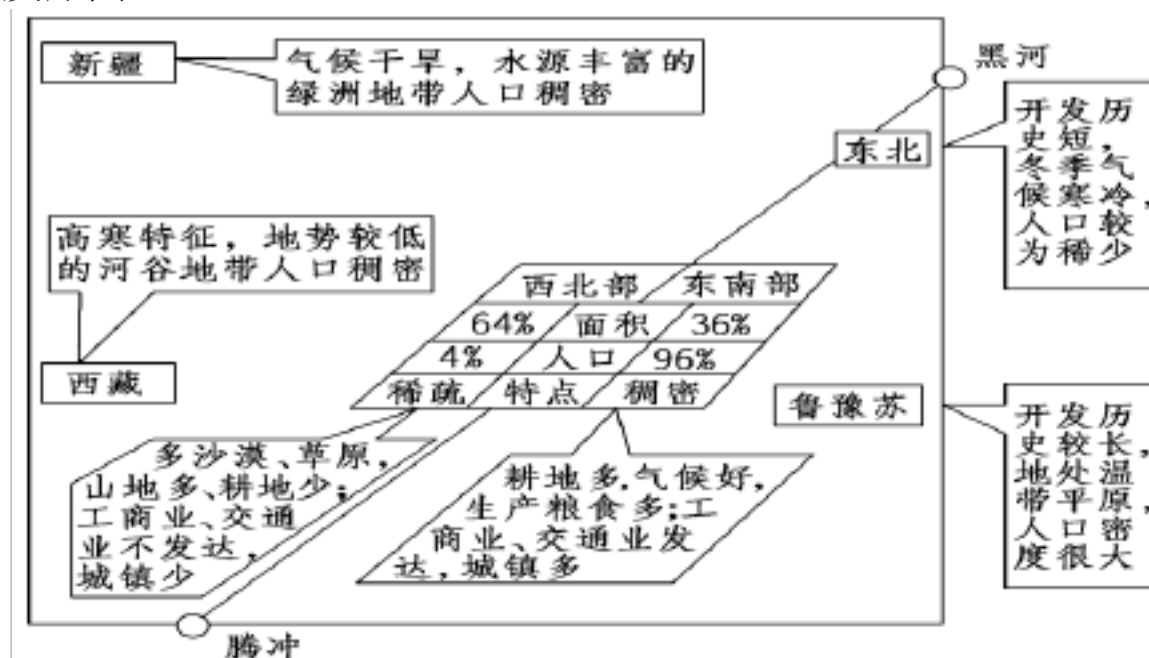 新疆
气候干旱，水源丰富的
绿洲地带人口稠密
黑河
东北
开发历
史短，
冬季气
候寒冷，
人口较
为稀少
高寒特征，地势较低
的河谷地带人口稠密
西藏
西北部 东南部
64% 面积 36%
4% 人口 96%
稀疏 特点 稠密
鲁豫苏
开发历
史较长，
地处温
带平原，
人口密
度很大
多沙漠、草原，
山地多、耕地少；
工商业、交通
业不发达，
城镇少
耕地多，气候好，
生产粮食多；工
商业、交通业发
达，城镇多
腾冲